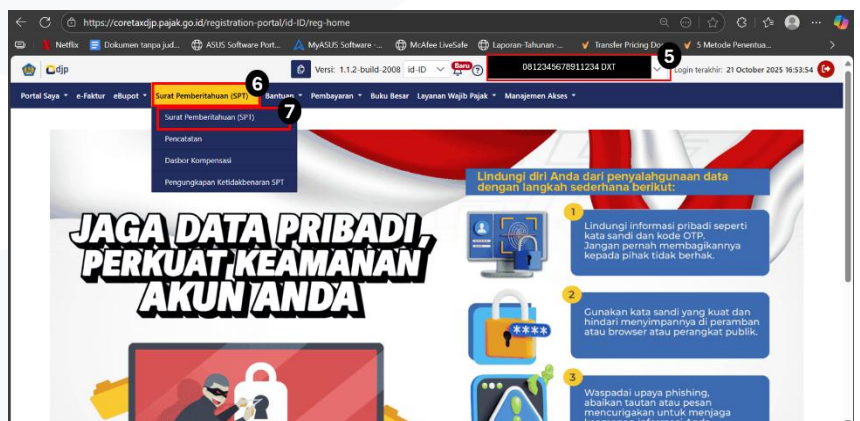 https://coretaxdjp.pajak.go.id/registration-portal/id-ID/reg-home
Netflix
Dokumen tanpa jud...
ASUS Software Port...
MyASUS Software -...
McAfee LiveSafe
Laporan-Tahunan-...
Transfer Pricing Do
5 Metode Penentua...
djp
Versi: 1.1.2-build-2008
id-ID
Baru
0812345678911234 DXT
5
Login terakhir: 21 October 2025 16:53:54
6
Portal Saya
e-Faktur
eBupot
Surat Pemberitahuan (SPT)
Bantuan
Pembayaran
Buku Besar
Layanan Wajib Pajak
Manajemen Akses
7
Surat Pemberitahuan (SPT)
Pencatatan
Dasbor Kompensasi
Pengungkapan Ketidakbenaran SPT
JAGA DATA PRIBADI,
PERKUAT KEAMANAN
AKUN ANDA
Lindungi diri Anda dari penyalahgunaan data
dengan langkah sederhana berikut:
1
Lindungi informasi pribadi seperti
kata sandi dan kode OTP.
Jangan pernah membagikannya
kepada pihak tidak berhak.
2
Gunakan kata sandi yang kuat dan
hindari menyimpannya di peramban
atau browser atau perangkat publik.
****
3
Waspadai upaya phishing,
abaikan tautan atau pesan
mencurigakan untuk menjaga